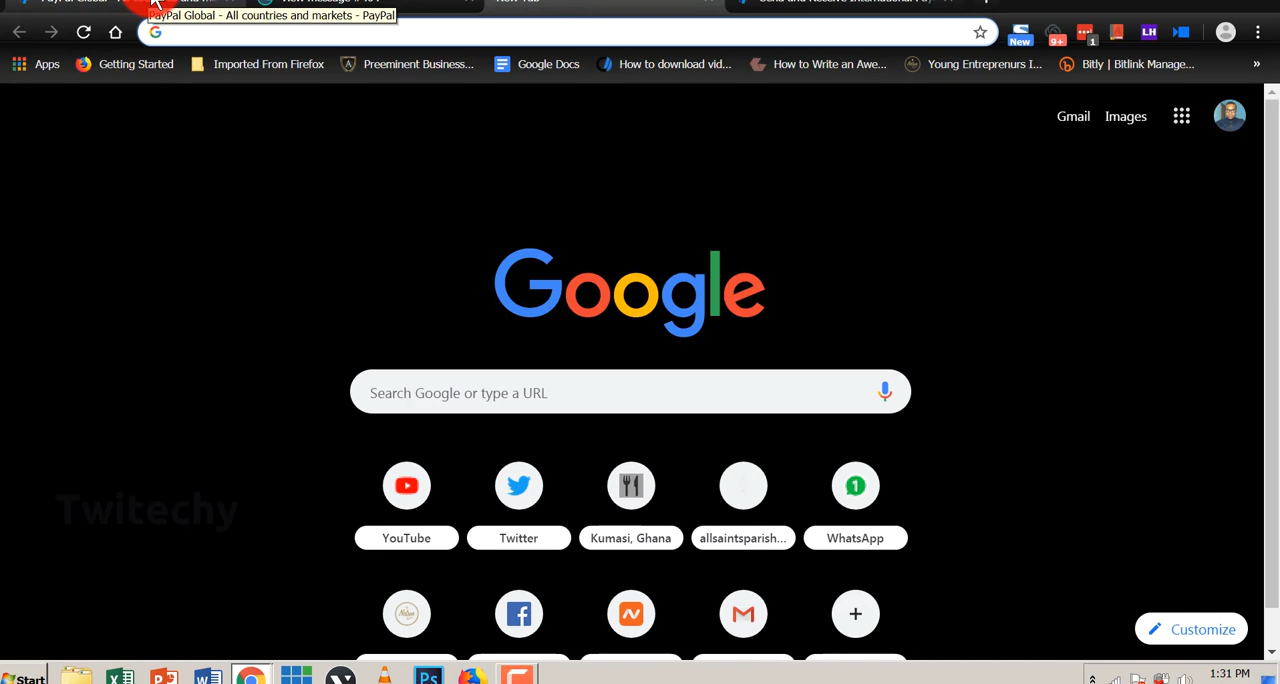 PayPal Global - All countries and markets - PayPal
New Tab
New
9+
1
LH
Apps
Getting Started
Imported From Firefox
Preeminent Business...
Google Docs
How to download vid...
How to Write an Awe...
Young Entreprenurs I...
Bitly | Bitlink Manage...
»
Gmail
Images
Google
Search Google or type a URL
1
YouTube
Twitter
Kumasi, Ghana
allsaintsparish...
WhatsApp
Twitechy
Customize
Start
Ps
1:31 PM